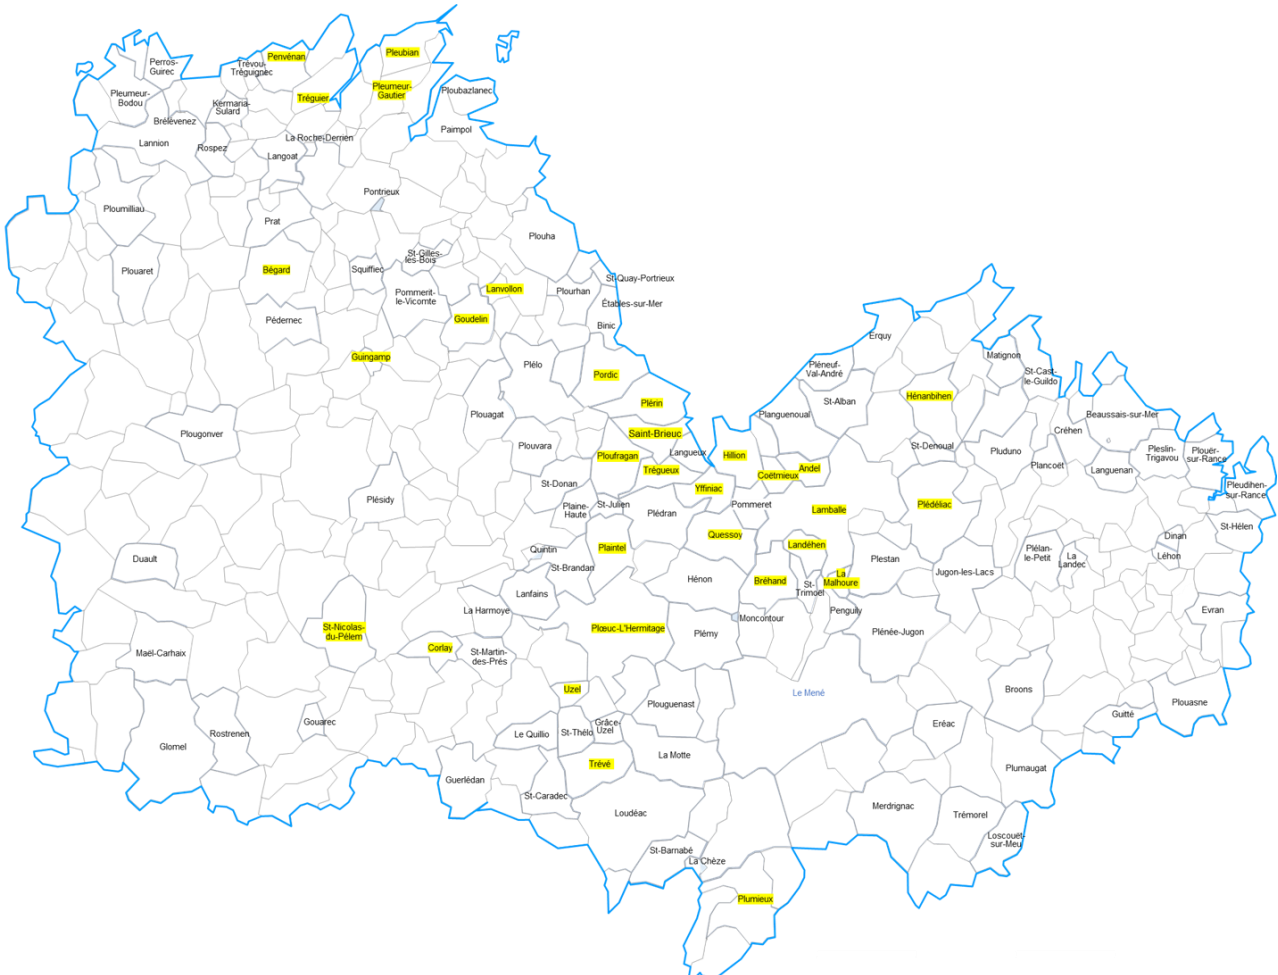 Penvénan
Pleubian
Perros-
Guirec
Trévou-
Tréguignec
Pleumeur-
Bodou
Tréguier
Pleumeur-
Gautier
Ploubazlanec
Kermaria-
Sulard
Brélévenez
Paimpol
Lannion
Rospez
La Roche-Derrien
Langoat
Pontrieux
Ploumilliau
Prat
Plouha
St-Gilles-
les-Bois
Plouaret
Bégard
Squiffiec
St-Quay-Portrieux
Pommerit-
le-Vicomte
Lanvollon
Plourhan
Étables-sur-Mer
Pédernec
Goudelin
Binic
Erquy
Guingamp
Plélo
Pléneuf-
Val-André
Matignon
St-Cast-
le-Guildo
Pordic
Hénanbihen
Plérin
St-Alban
Plouagat
Planguenoual
Beaussais-sur-Mer
Plougonver
Saint-Brieuc
Créhen
Plouvara
Langueux
St-Denoual
Pluduno
Pleslin-
Trigavou
Plouër-
sur-Rance
Ploufragan
Hillion
Trégueux
Coëtmieux
Andel
Plancoët
Languenan
St-Donan
Yffiniac
Pleudihen-
sur-Rance
Plésidy
Plaine-
Haute
St-Julien
Plédran
Pommeret
Lamballe
Plédéliac
St-Hélen
Quessoy
Dinan
Quintin
Plaintel
Landéhen
Plélan-
le-Petit
La
Landec
Léhon
Duault
St-Brandan
Plestan
Jugon-les-Lacs
Hénon
Bréhand
La
Malhoure
St-
Trimoël
Lanfains
La Harmoye
Penguily
Evran
Moncontour
St-Nicolas-
du-Pélem
Plœuc-L'Hermitage
Plémy
Plénée-Jugon
Maël-Carhaix
Corlay
St-Martin-
des-Prés
Uzel
Le Mené
Broons
Plouguenast
Plouasne
Guitté
Gouarec
Grâce-
Uzel
Eréac
Rostrenen
Le Quillio
St-Thélo
Glomel
La Motte
Trévé
Plumaugat
Guerlédan
St-Caradec
Merdrignac
Loudéac
Trémorel
Loscouët-
sur-Meu
St-Barnabé
La Chèze
Plumieux